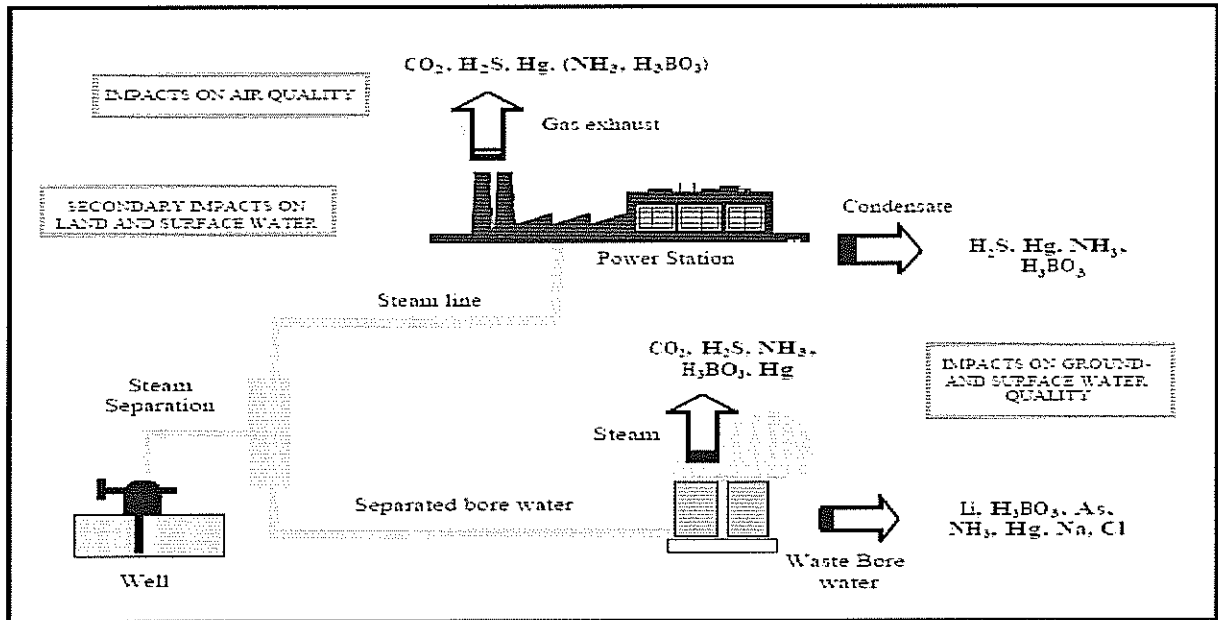 CO₂, H₂S, Hg, (NH₃, H₃BO₃)
IMPACTS ON AIR QUALITY
Gas exhaust
SECONDARY IMPACTS ON
LAND AND SURFACE WATER
Condensate
H₂S, Hg, NH₃,
H₃BO₃
Power Station
Steam line
CO₂, H₂S, NH₃,
H₃BO₃, Hg
IMPACTS ON GROUND-
AND SURFACE WATER
QUALITY
Steam
Separation
Steam
Separated bore water
Li, H₃BO₃, As,
NH₃, Hg, Na, Cl
Well
Waste Bore
water